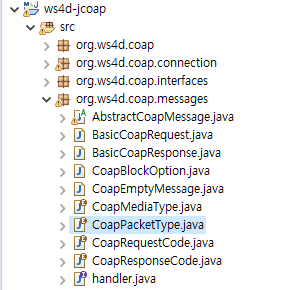 ws4d-jcoap
src
org.ws4d.coap
org.ws4d.coap.connection
org.ws4d.coap.interfaces
org.ws4d.coap.messages
AbstractCoapMessage.java
BasicCoapRequest.java
BasicCoapResponse.java
CoapBlockOption.java
CoapEmptyMessage.java
CoapMediaType.java
CoapPacketType.java
CoapRequestCode.java
CoapResponseCode.java
handler.java